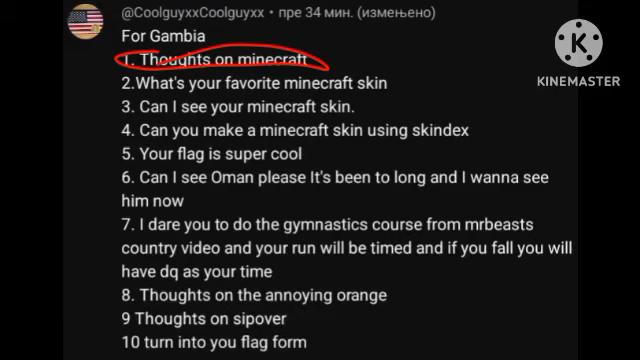 @CoolguyxxCoolguyxx • пре 34 мин. (измењено)
For Gambia
1. Thoughts on minecraft
2.What's your favorite minecraft skin
3. Can I see your minecraft skin.
4. Can you make a minecraft skin using skindex
5. Your flag is super cool
6. Can I see Oman please It's been to long and I wanna see
him now
7. I dare you to do the gymnastics course from mrbeasts
country video and your run will be timed and if you fall you will
have dq as your time
8. Thoughts on the annoying orange
9 Thoughts on sipover
10 turn into you flag form
KINEMASTER